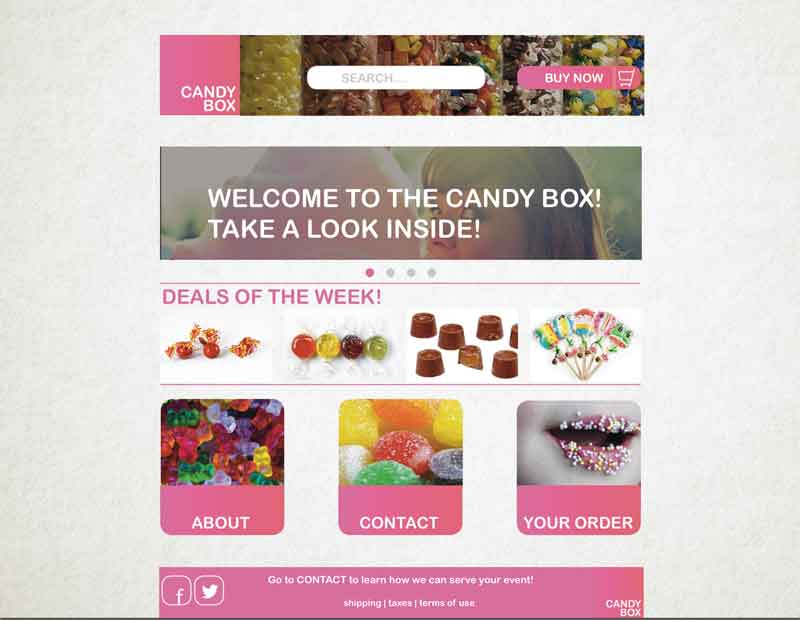 CANDY
BOX
SEARCH....
BUY NOW
WELCOME TO THE CANDY BOX!
TAKE A LOOK INSIDE!
DEALS OF THE WEEK!
ABOUT
CONTACT
YOUR ORDER
f
Go to CONTACT to learn how we can serve your event!
shipping | taxes | terms of use
CANDY
BOX